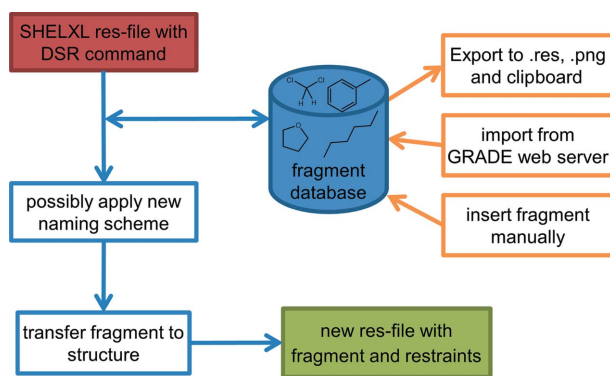 SHELXL res-file with
DSR command
Cl
Cl
H
H
O
fragment
database
Export to .res, .png
and clipboard
import from
GRADE web server
insert fragment
manually
possibly apply new
naming scheme
transfer fragment to
structure
new res-file with
fragment and restraints